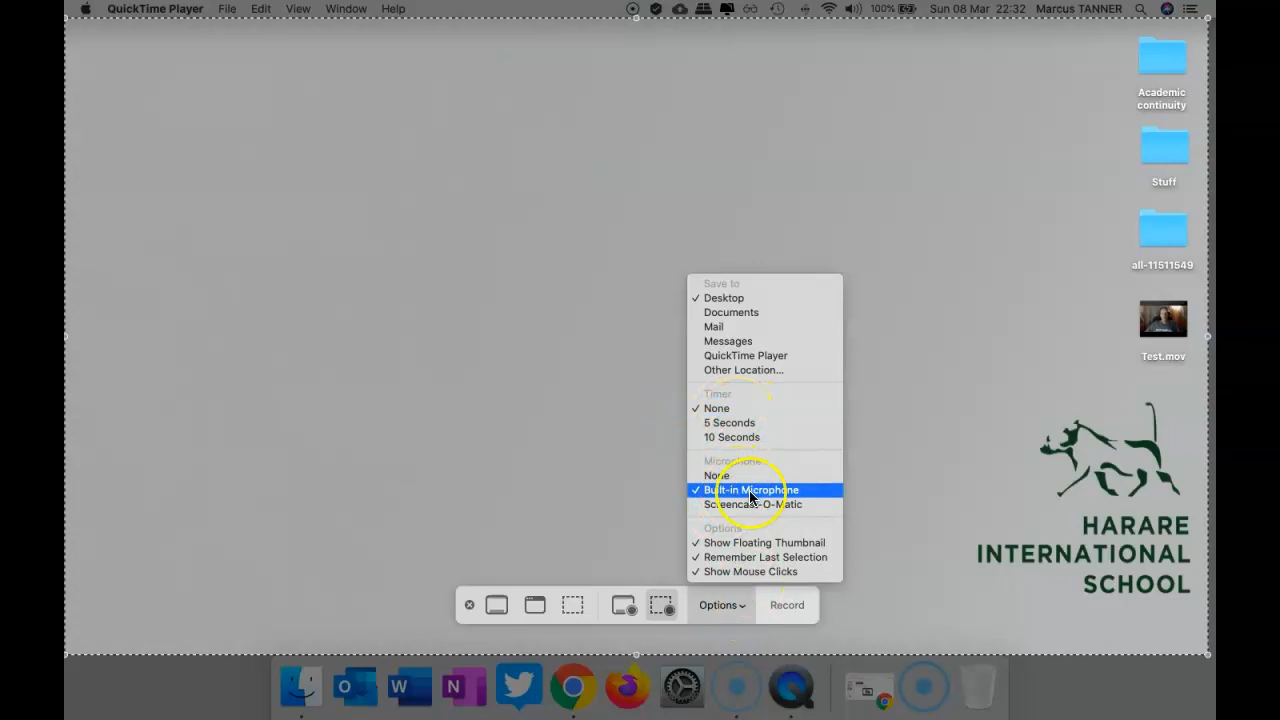 QuickTime Player File Edit View Window Help 100% Sun 08 Mar 22:32 Marcus TANNER
Academic
continuity
Stuff
all-11511549
Test.mov
Save to
✓ Desktop
Documents
Mail
Messages
QuickTime Player
Other Location...
Timer
✓ None
5 Seconds
10 Seconds
Microphone
None
✓ Built-in Microphone
Screencast-O-Matic
Options
✓ Show Floating Thumbnail
✓ Remember Last Selection
✓ Show Mouse Clicks
HARARE
INTERNATIONAL
SCHOOL
Options Record
O W N